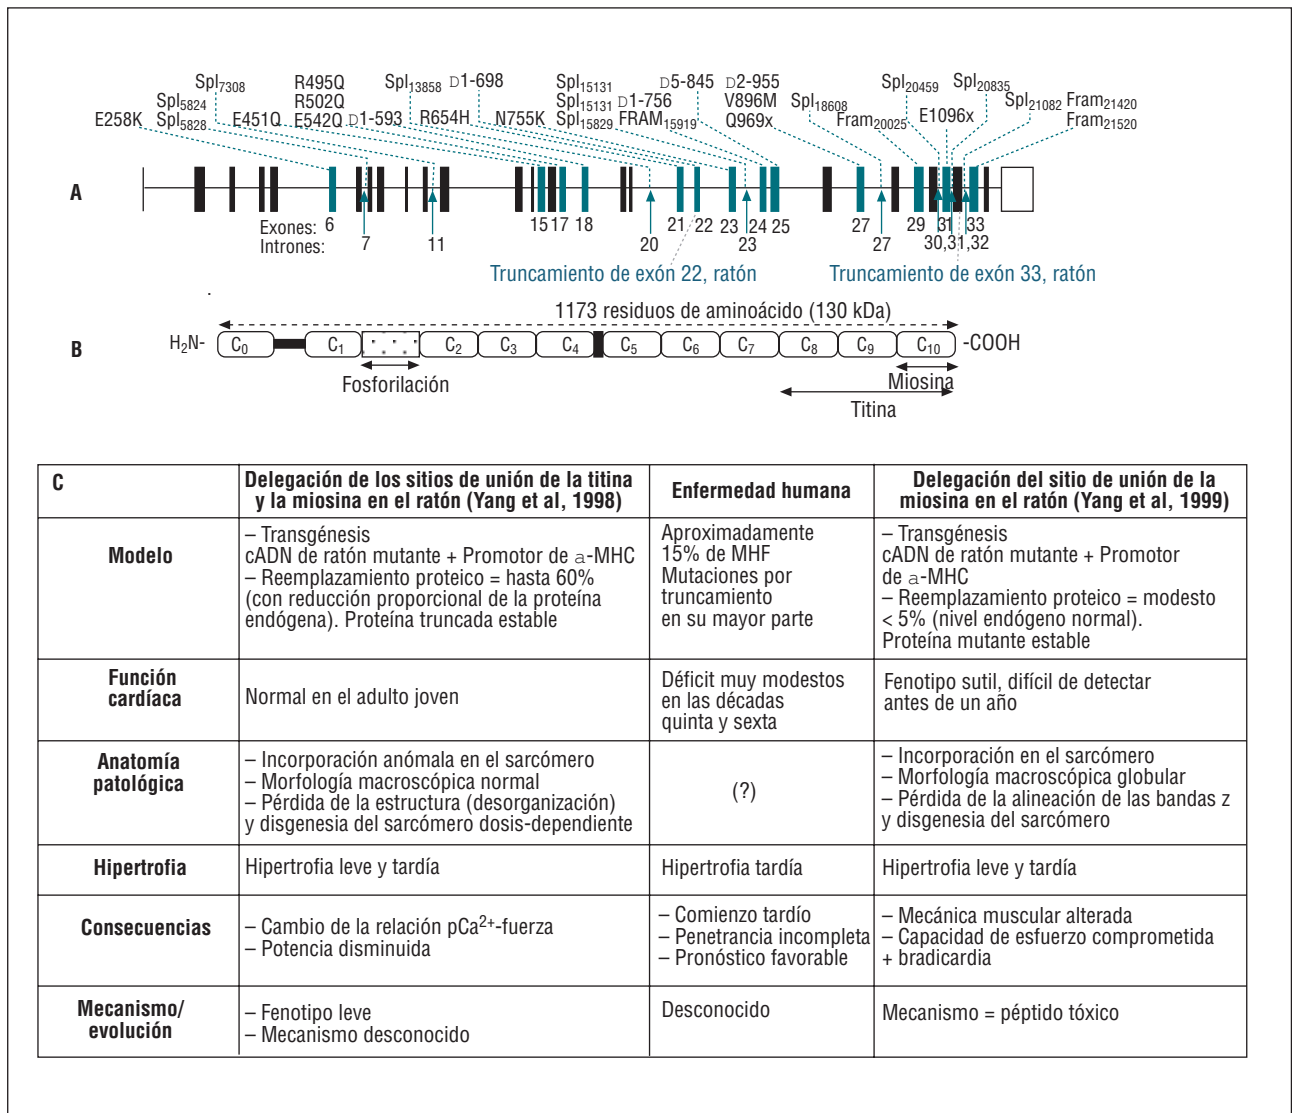 Spl7308 R495Q Spl13858 D1-698 Spl15131 D5-845 D2-955 Spl20459 Spl20835
Spl5824 R502Q Spl15131 D1-756 V896M Spl18608 Spl21082 Fram21420
E258K Spl5828 E451Q E542Q D1-593 R654H N755K Spl15829 FRAM15919 Q969x Fram20025 E1096x Fram21520
A
Exones: 6 15 17 18 21 22 23 24 25 27 29 31 33
Intrones: 7 11 20 23 27 30,31,32
Truncamiento de exón 22, ratón Truncamiento de exón 33, ratón
1173 residuos de aminoácido (130 kDa)
B H2N- C0 C1 C2 C3 C4 C5 C6 C7 C8 C9 C10 -COOH
Fosforilación Miosina
Titina
C
Delegación de los sitios de unión de la titina
y la miosina en el ratón (Yang et al, 1998)
Enfermedad humana
Delegación del sitio de unión de la
miosina en el ratón (Yang et al, 1999)
Modelo
– Transgénesis
cADN de ratón mutante + Promotor de a-MHC
– Reemplazamiento proteico = hasta 60%
(con reducción proporcional de la proteína
endógena). Proteína truncada estable
Aproximadamente
15% de MHF
Mutaciones por
truncamiento
en su mayor parte
– Transgénesis
cADN de ratón mutante + Promotor
de a-MHC
– Reemplazamiento proteico = modesto
< 5% (nivel endógeno normal).
Proteína mutante estable
Función
cardíaca
Normal en el adulto joven
Déficit muy modestos
en las décadas
quinta y sexta
Fenotipo sutil, difícil de detectar
antes de un año
Anatomía
patológica
– Incorporación anómala en el sarcómero
– Morfología macroscópica normal
– Pérdida de la estructura (desorganización)
y disgenesia del sarcómero dosis-dependiente
(?)
– Incorporación en el sarcómero
– Morfología macroscópica globular
– Pérdida de la alineación de las bandas z
y disgenesia del sarcómero
Hipertrofia
Hipertrofia leve y tardía
Hipertrofia tardía
Hipertrofia leve y tardía
Consecuencias
– Cambio de la relación pCa2+-fuerza
– Potencia disminuida
– Comienzo tardío
– Penetrancia incompleta
– Pronóstico favorable
– Mecánica muscular alterada
– Capacidad de esfuerzo comprometida
+ bradicardia
Mecanismo/
evolución
– Fenotipo leve
– Mecanismo desconocido
Desconocido
Mecanismo = péptido tóxico